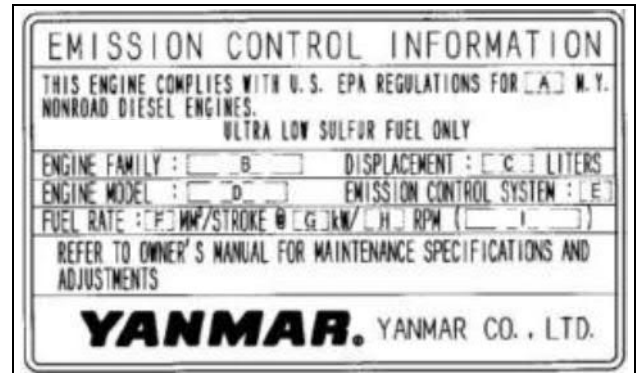 EMISSION CONTROL INFORMATION
THIS ENGINE COMPLIES WITH U.S. EPA REGULATIONS FOR [A] M.Y.
NONROAD DIESEL ENGINES.
ULTRA LOW SULFUR FUEL ONLY
ENGINE FAMILY : [B] DISPLACEMENT : [C] LITERS
ENGINE MODEL : [D] EMISSION CONTROL SYSTEM : [E]
FUEL RATE : [F] MM³/STROKE @ [G] kW/ [H] RPM ( [I] )
REFER TO OWNER'S MANUAL FOR MAINTENANCE SPECIFICATIONS AND
ADJUSTMENTS
YANMAR. YANMAR CO., LTD.